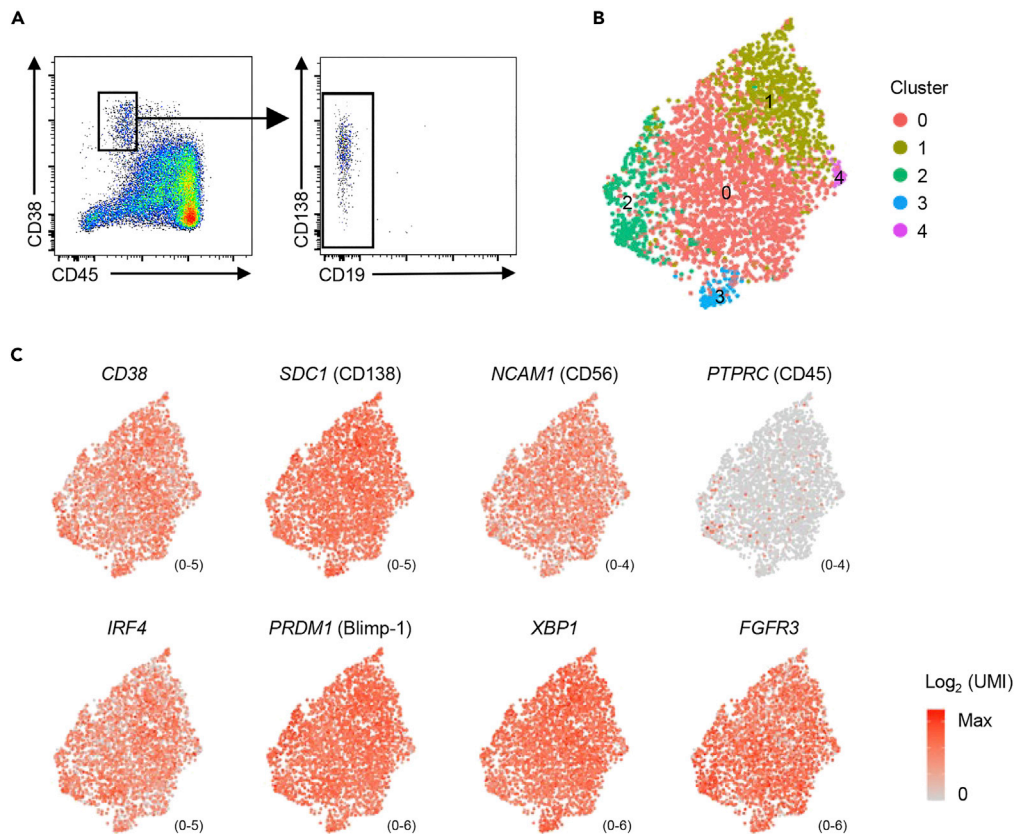 A
CD38
CD45
CD138
CD19
B
0
1
2
3
4
Cluster
0
1
2
3
4
C
CD38
SDC1 (CD138)
NCAM1 (CD56)
PTPRC (CD45)
(0-5)
(0-5)
(0-4)
(0-4)
IRF4
PRDM1 (Blimp-1)
XBP1
FGFR3
(0-5)
(0-6)
(0-6)
(0-6)
Log₂ (UMI)
Max
0